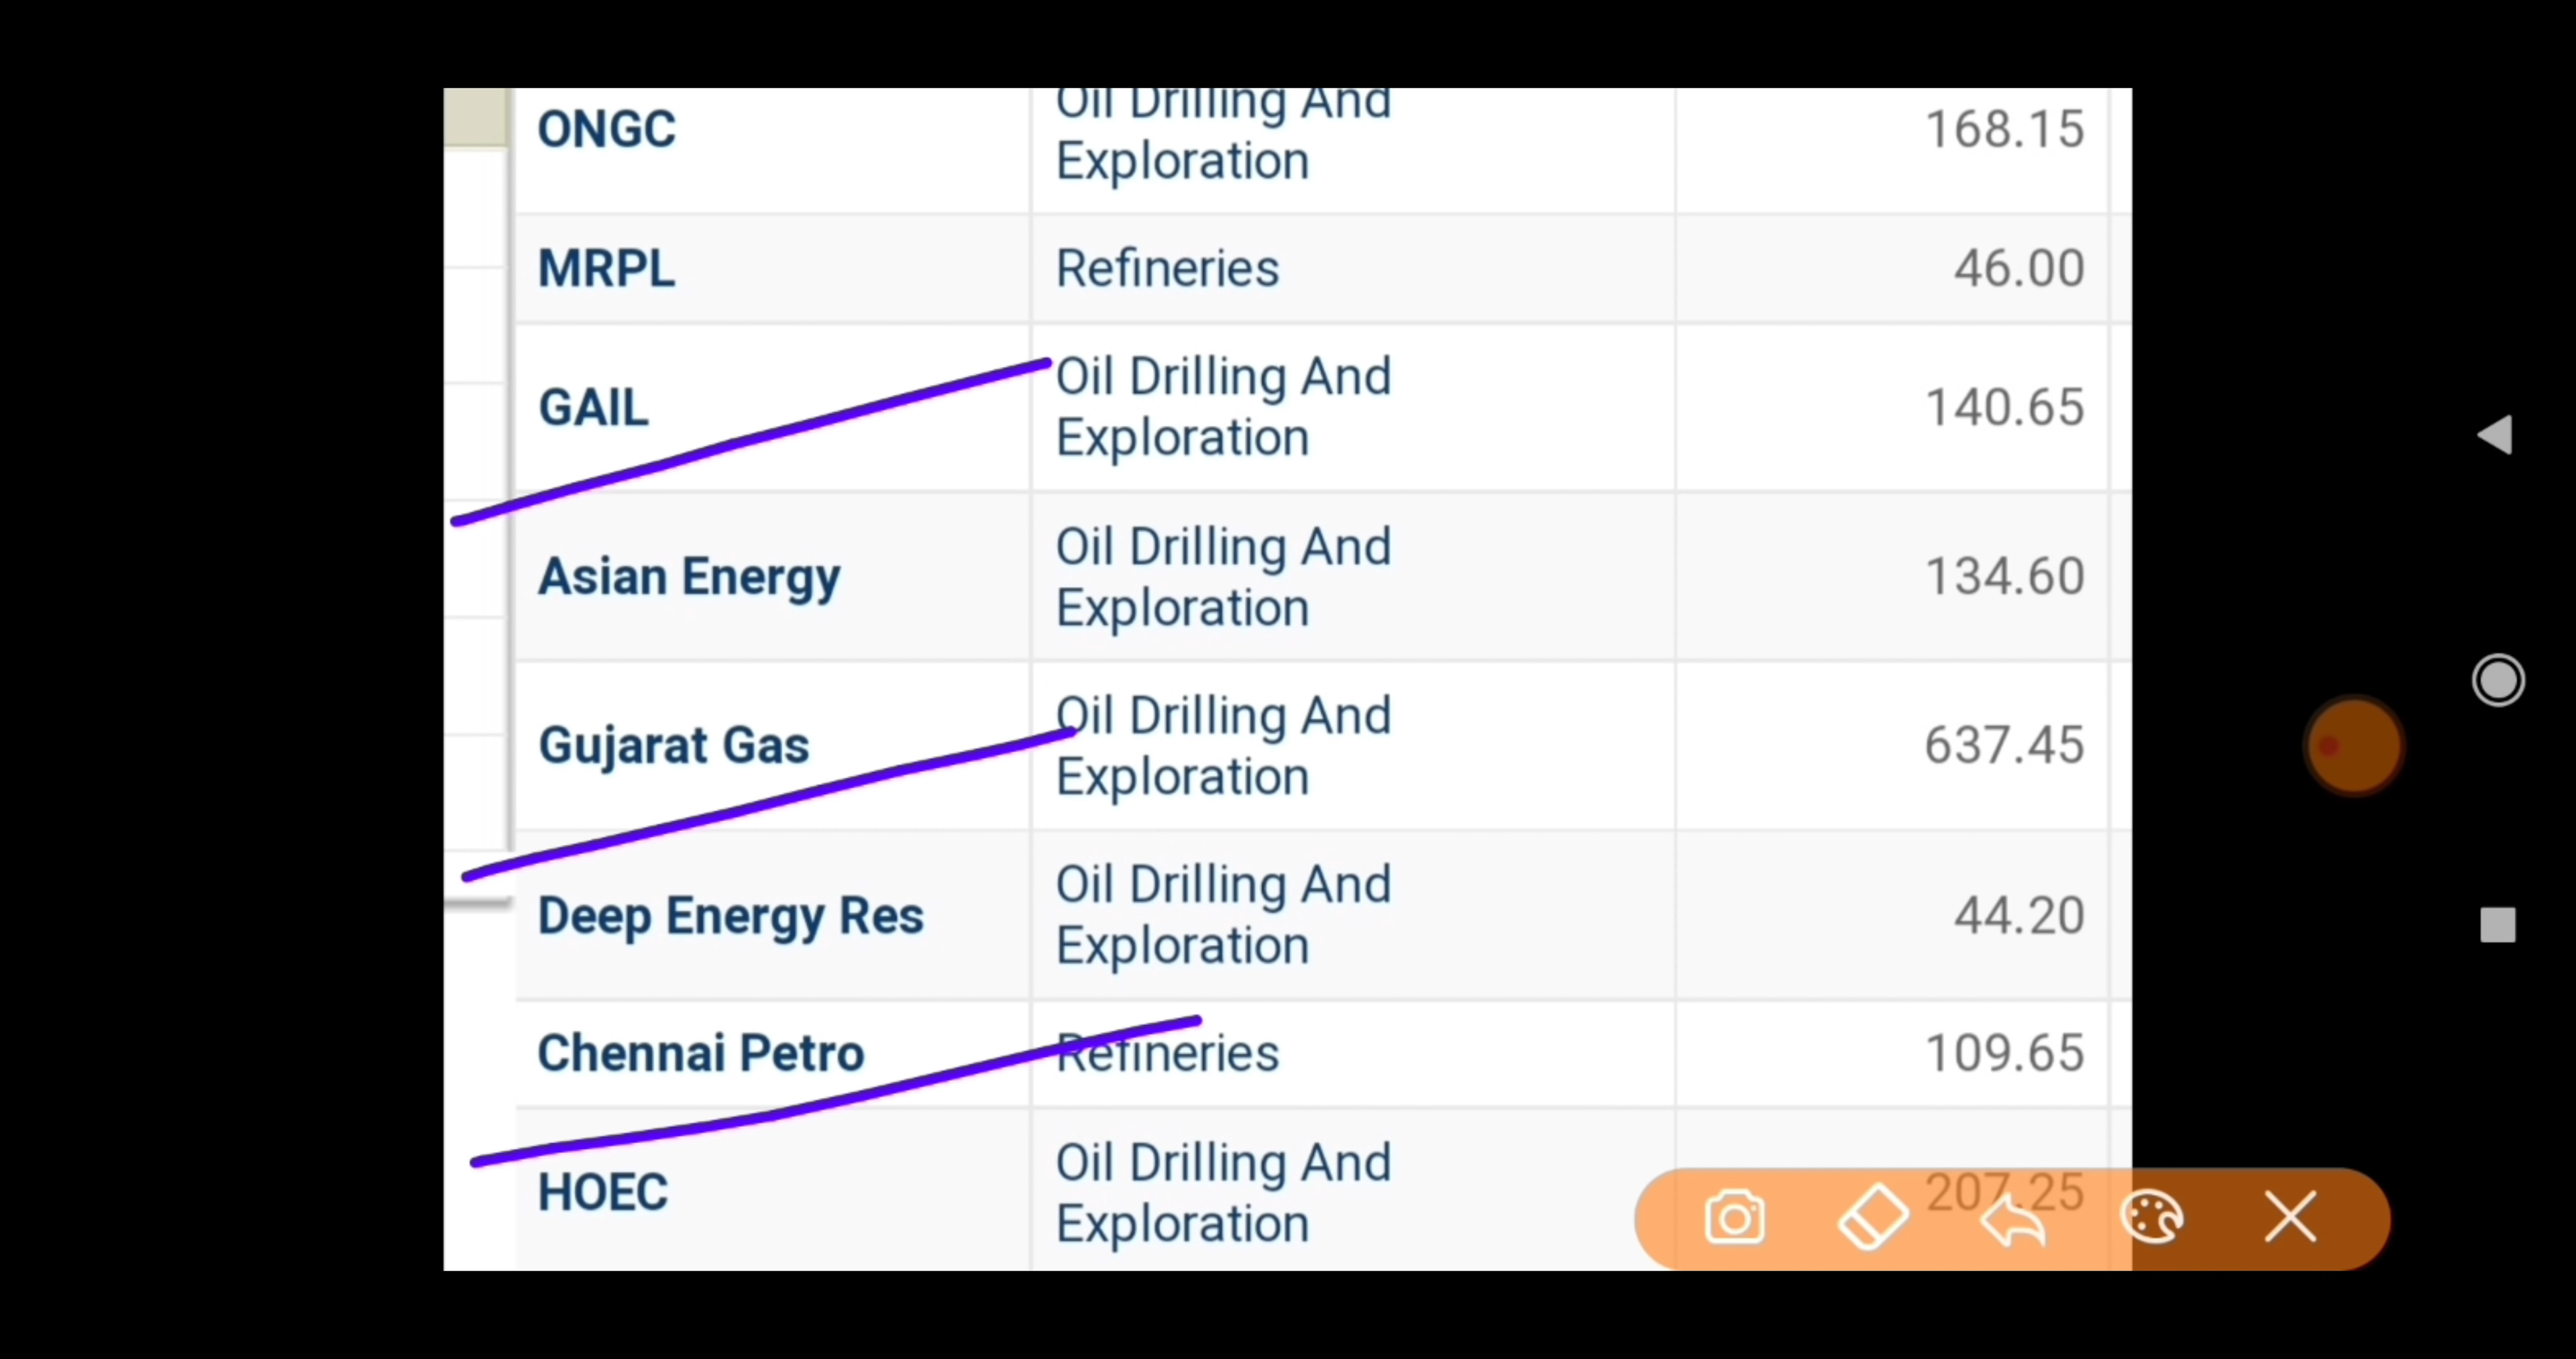 ONGC
Oil Drilling And
Exploration
168.15
MRPL
Refineries
46.00
GAIL
Oil Drilling And
Exploration
140.65
Asian Energy
Oil Drilling And
Exploration
134.60
Gujarat Gas
Oil Drilling And
Exploration
637.45
Deep Energy Res
Oil Drilling And
Exploration
44.20
Chennai Petro
Refineries
109.65
HOEC
Oil Drilling And
Exploration
207.25